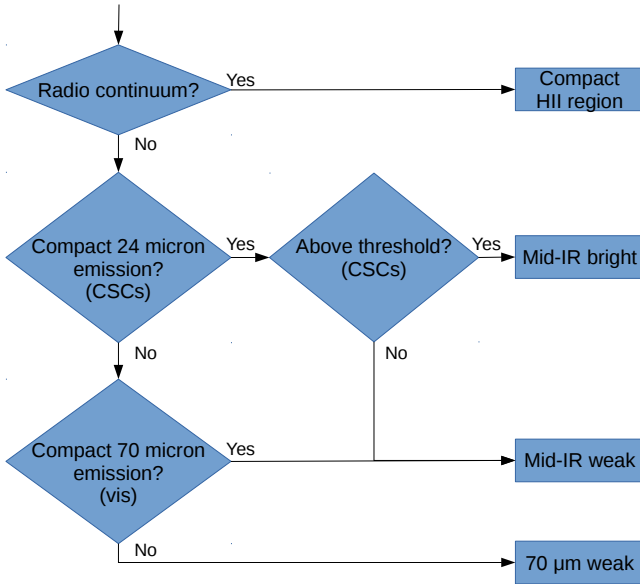 Radio continuum?
Yes
Compact
HII region
No
Compact 24 micron
emission?
(CSCs)
Yes
Above threshold?
(CSCs)
Yes
Mid-IR bright
No
No
Compact 70 micron
emission?
(vis)
Yes
Mid-IR weak
No
70 μm weak